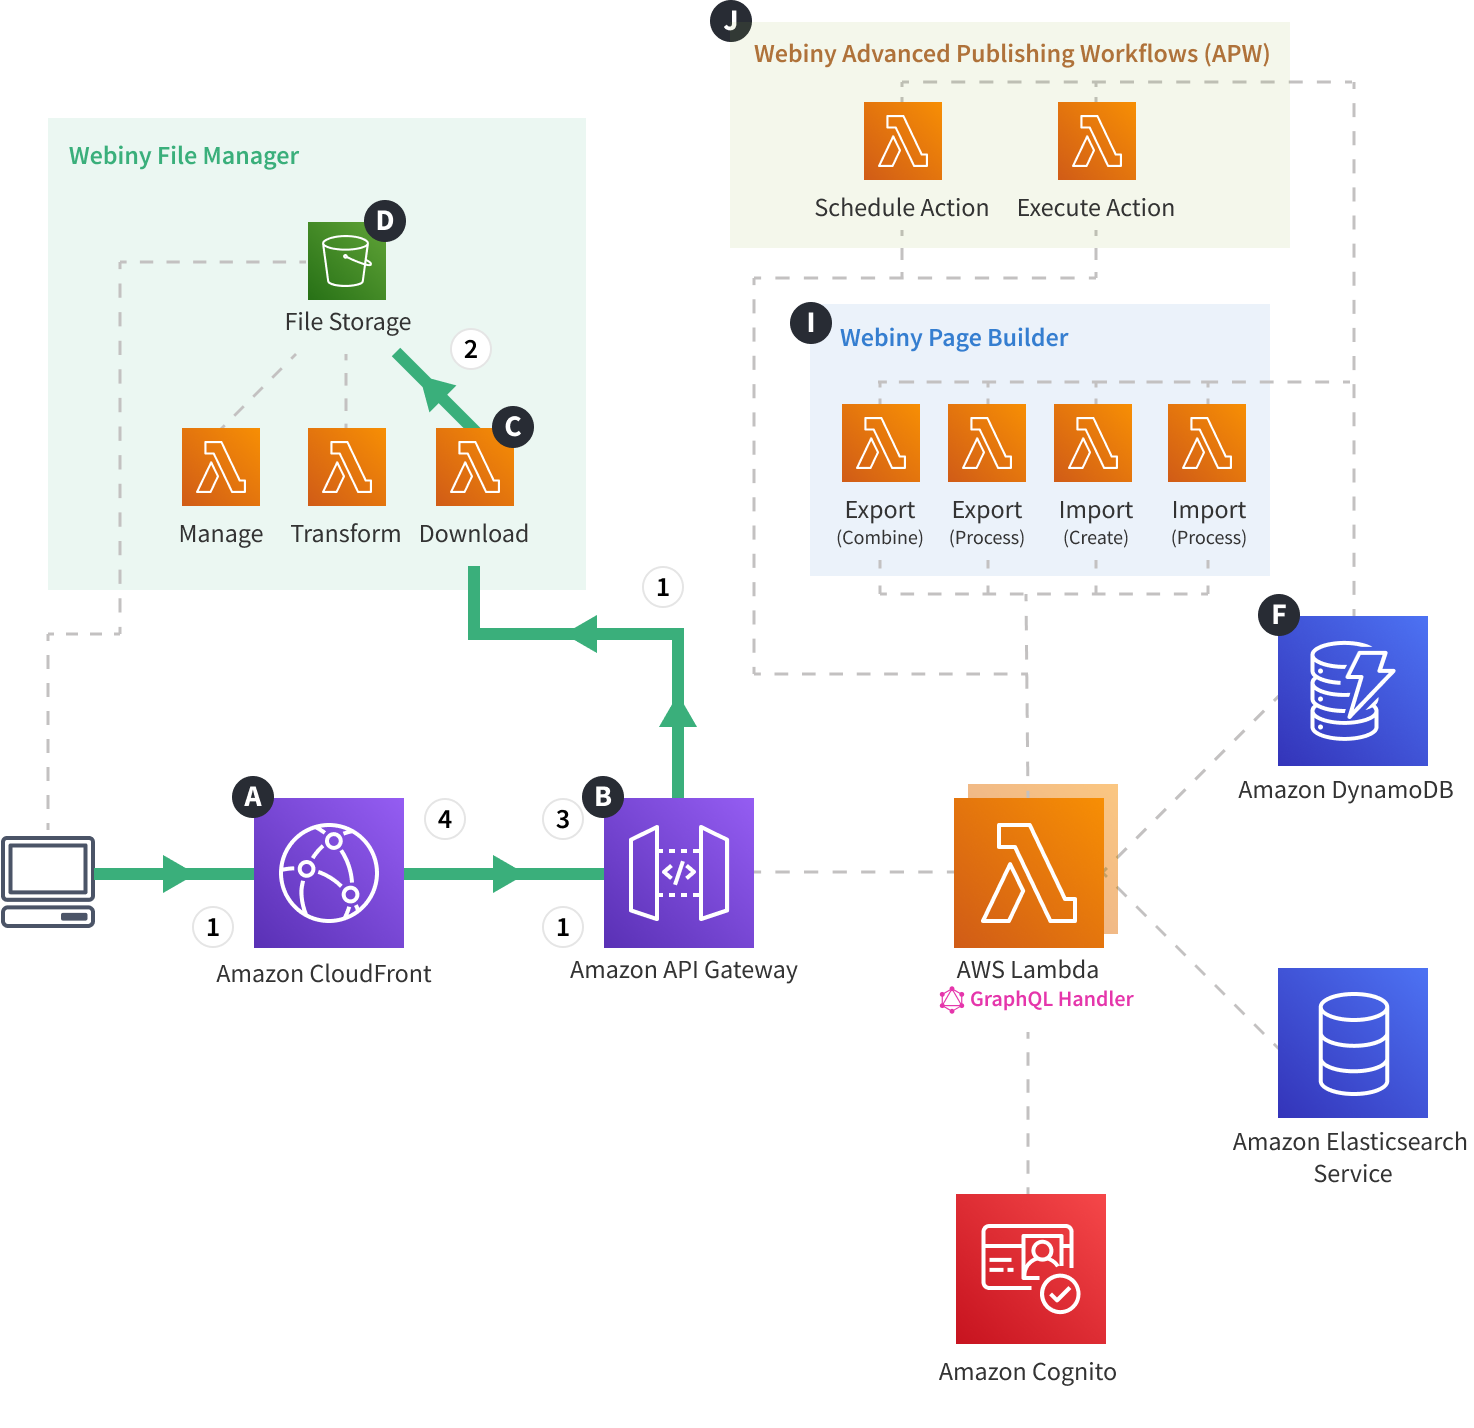 J
Webiny Advanced Publishing Workflows (APW)
Schedule Action
Execute Action
Webiny File Manager
D
File Storage
2
C
Manage
Transform
Download
I
Webiny Page Builder
Export
(Combine)
Export
(Process)
Import
(Create)
Import
(Process)
1
F
Amazon DynamoDB
A
4
3
B
1
1
Amazon CloudFront
Amazon API Gateway
AWS Lambda
GraphQL Handler
Amazon Elasticsearch
Service
Amazon Cognito